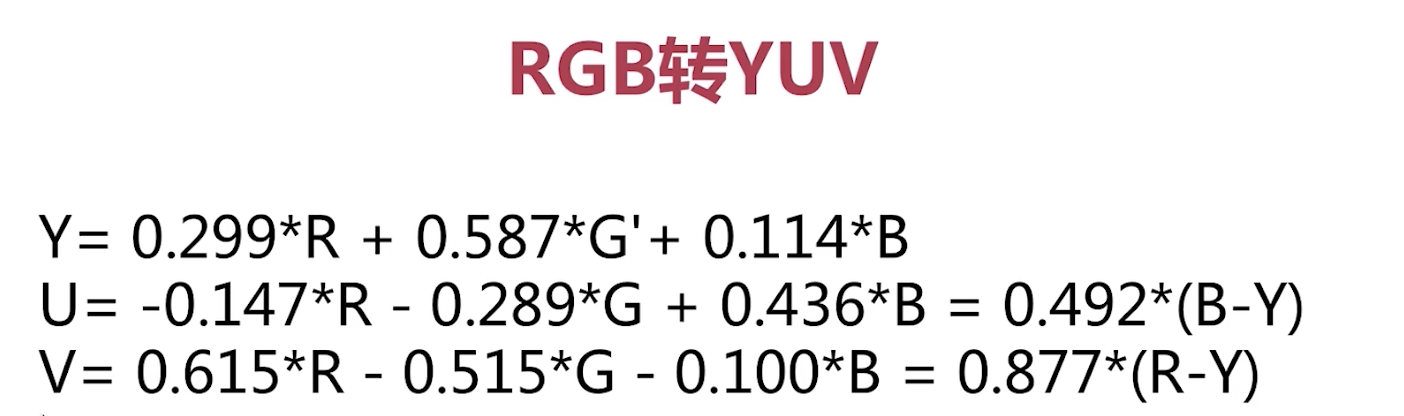 RGB转YUV
Y= 0.299*R + 0.587*G'+ 0.114*B
U= -0.147*R - 0.289*G + 0.436*B = 0.492*(B-Y)
V= 0.615*R - 0.515*G - 0.100*B = 0.877*(R-Y)